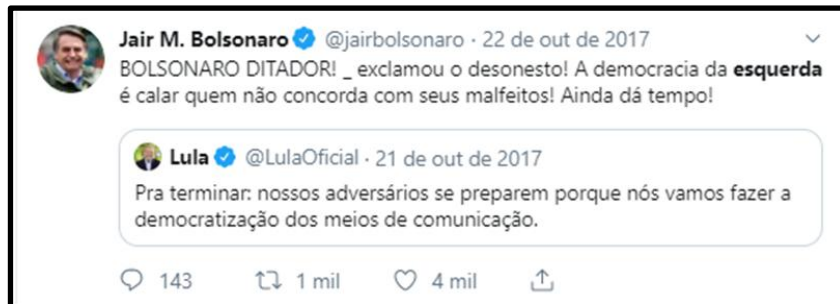 Jair M. Bolsonaro @jairbolsonaro · 22 de out de 2017
BOLSONARO DITADOR! _ exclamou o desonesto! A democracia da esquerda
é calar quem não concorda com seus malfeitos! Ainda dá tempo!
Lula @LulaOficial · 21 de out de 2017
Pra terminar: nossos adversários se preparem porque nós vamos fazer a
democratização dos meios de comunicação.
143 1 mil 4 mil